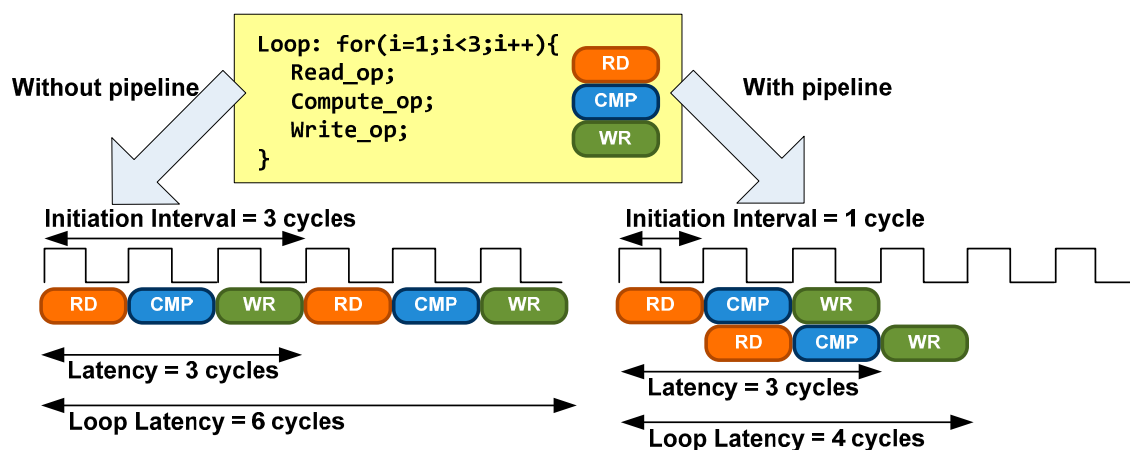 Loop: for(i=1;i<3;i++){
Read_op;
Compute_op;
Write_op;
}
RD
CMP
WR
Without pipeline
With pipeline
Initiation Interval = 3 cycles
RD CMP WR RD CMP WR
Latency = 3 cycles
Loop Latency = 6 cycles
Initiation Interval = 1 cycle
RD CMP WR
RD CMP WR
Latency = 3 cycles
Loop Latency = 4 cycles